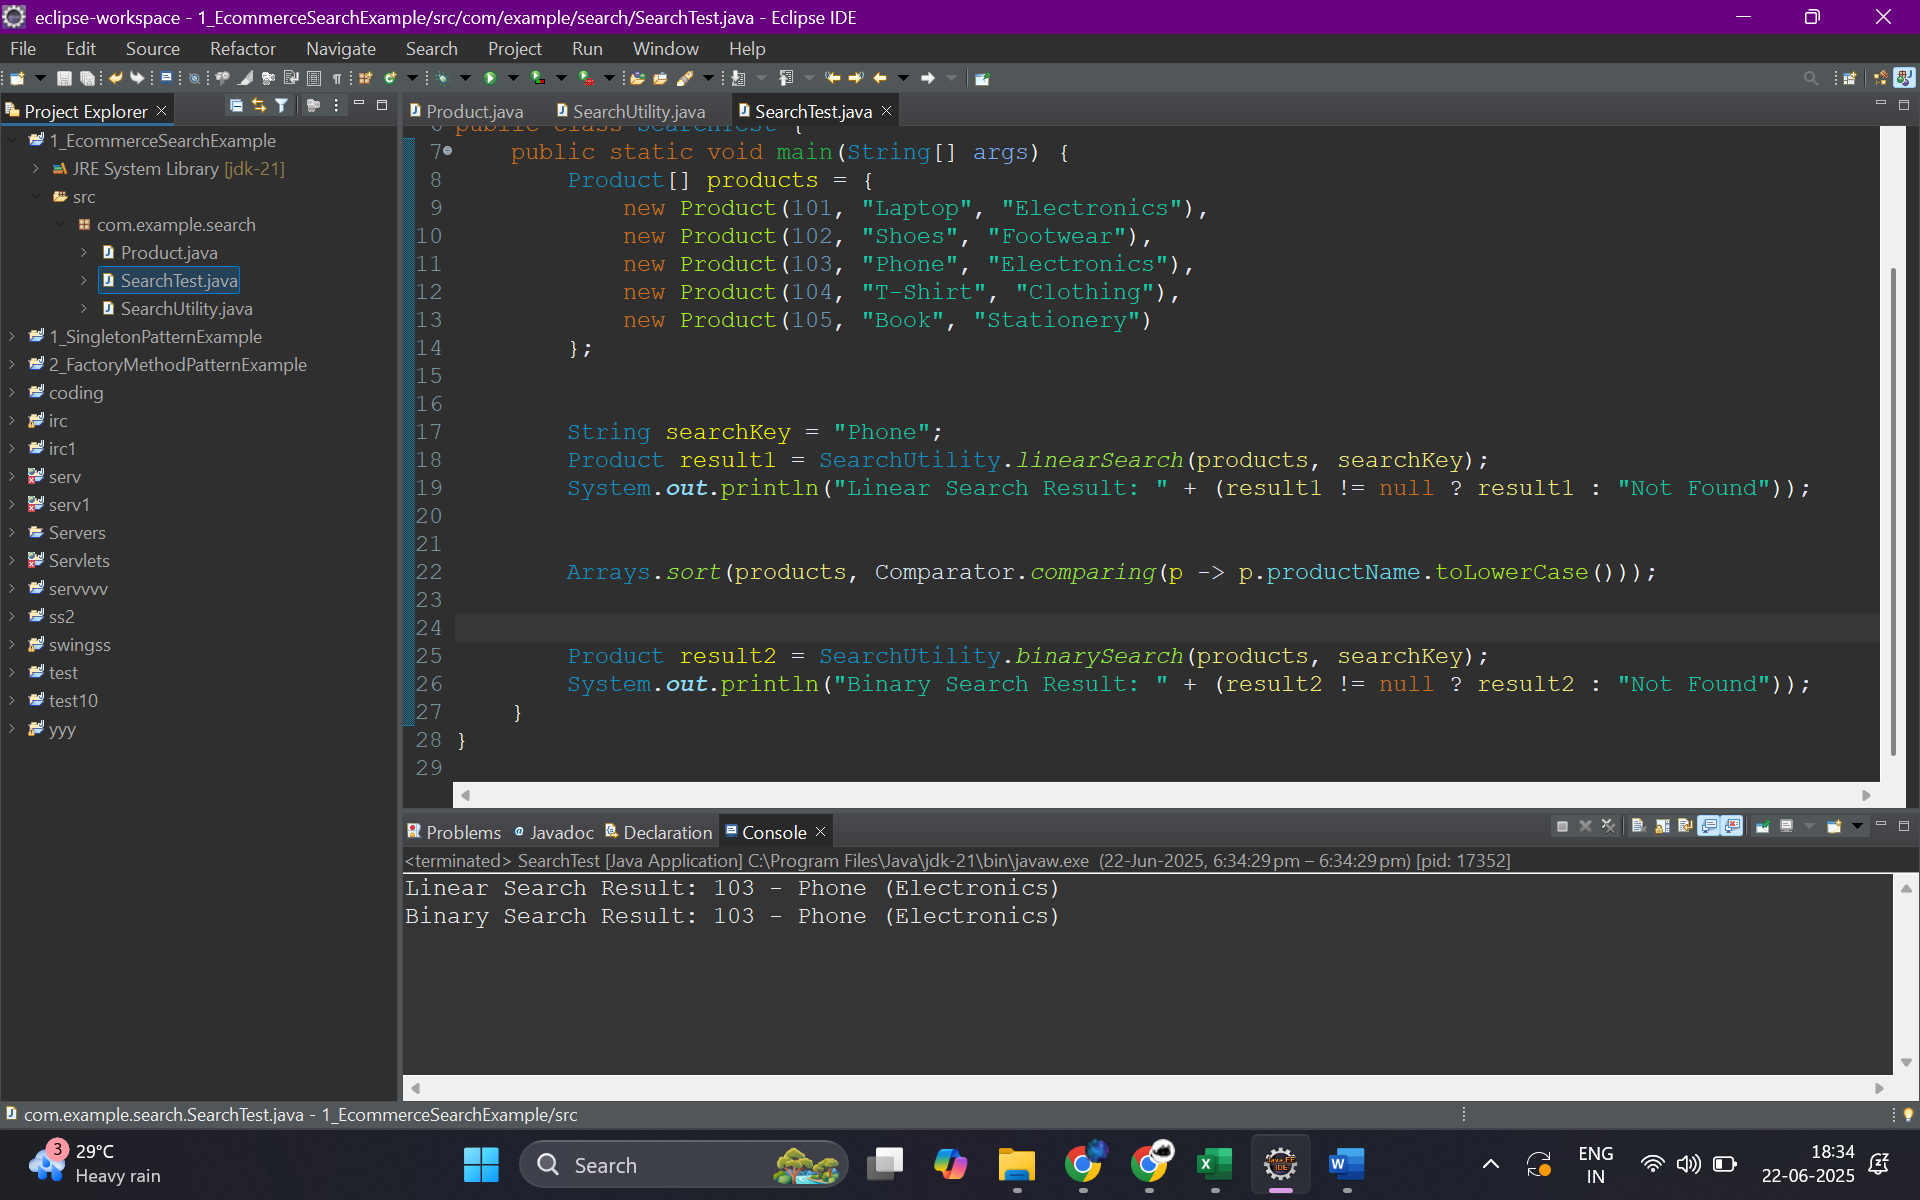 eclipse-workspace - 1_EcommerceSearchExample/src/com/example/search/SearchTest.java - Eclipse IDE
File Edit Source Refactor Navigate Search Project Run Window Help
Project Explorer
1_EcommerceSearchExample
JRE System Library [jdk-21]
src
com.example.search
Product.java
SearchTest.java
SearchUtility.java
1_SingletonPatternExample
2_FactoryMethodPatternExample
coding
irc
irc1
serv
serv1
Servers
Servlets
servvvv
ss2
swingss
test
test10
yyy
Product.java SearchUtility.java SearchTest.java
6 public class SearchTest {
7 public static void main(String[] args) {
8 Product[] products = {
9 new Product(101, "Laptop", "Electronics"),
10 new Product(102, "Shoes", "Footwear"),
11 new Product(103, "Phone", "Electronics"),
12 new Product(104, "T-Shirt", "Clothing"),
13 new Product(105, "Book", "Stationery")
14 };
15
16
17 String searchKey = "Phone";
18 Product result1 = SearchUtility.linearSearch(products, searchKey);
19 System.out.println("Linear Search Result: " + (result1 != null ? result1 : "Not Found"));
20
21
22 Arrays.sort(products, Comparator.comparing(p -> p.productName.toLowerCase()));
23
24
25 Product result2 = SearchUtility.binarySearch(products, searchKey);
26 System.out.println("Binary Search Result: " + (result2 != null ? result2 : "Not Found"));
27 }
28 }
29
Problems Javadoc Declaration Console
<terminated> SearchTest [Java Application] C:\Program Files\Java\jdk-21\bin\javaw.exe (22-Jun-2025, 6:34:29 pm – 6:34:29 pm) [pid: 17352]
Linear Search Result: 103 - Phone (Electronics)
Binary Search Result: 103 - Phone (Electronics)
com.example.search.SearchTest.java - 1_EcommerceSearchExample/src
3
29°C
Heavy rain
Search
ENG
IN
18:34
22-06-2025